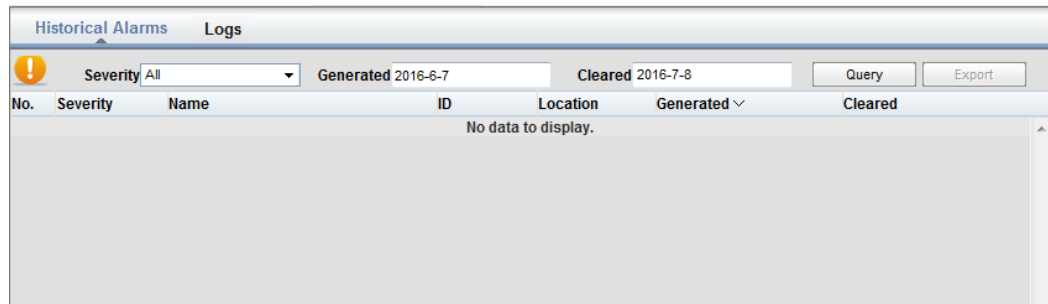 Historical Alarms Logs
Severity All Generated 2016-6-7 Cleared 2016-7-8 Query Export
No. Severity Name ID Location Generated Cleared
No data to display.